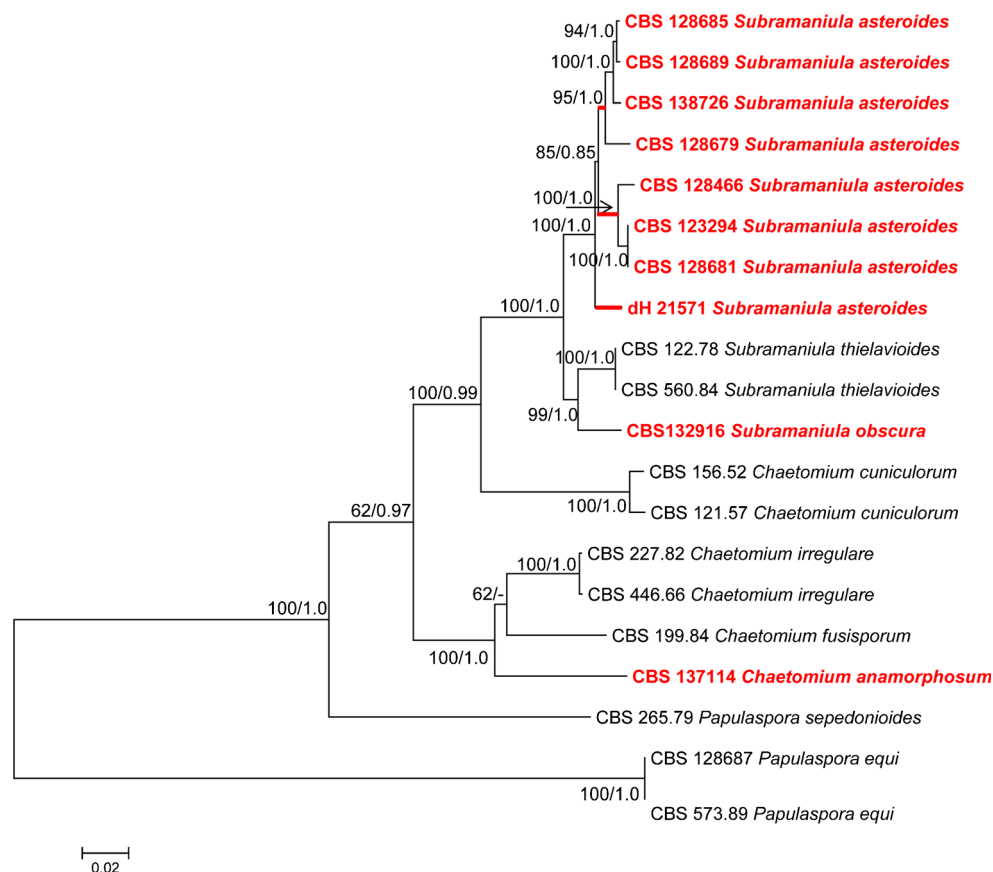 CBS 128685 Subramaniula asteroides
94/1.0
CBS 128689 Subramaniula asteroides
100/1.0
CBS 138726 Subramaniula asteroides
95/1.0
CBS 128679 Subramaniula asteroides
85/0.85
CBS 128466 Subramaniula asteroides
100/1.0
CBS 123294 Subramaniula asteroides
100/1.0
100/1.0
CBS 128681 Subramaniula asteroides
dH 21571 Subramaniula asteroides
100/1.0
CBS 122.78 Subramaniula thielavioides
100/1.0
CBS 560.84 Subramaniula thielavioides
100/0.99
99/1.0
CBS132916 Subramaniula obscura
CBS 156.52 Chaetomium cuniculorum
100/1.0
CBS 121.57 Chaetomium cuniculorum
62/0.97
CBS 227.82 Chaetomium irregulare
100/1.0
CBS 446.66 Chaetomium irregulare
62/-
100/1.0
CBS 199.84 Chaetomium fusisporum
100/1.0
CBS 137114 Chaetomium anamorphosum
CBS 265.79 Papulaspora sepedonioides
CBS 128687 Papulaspora equi
100/1.0
CBS 573.89 Papulaspora equi
0.02